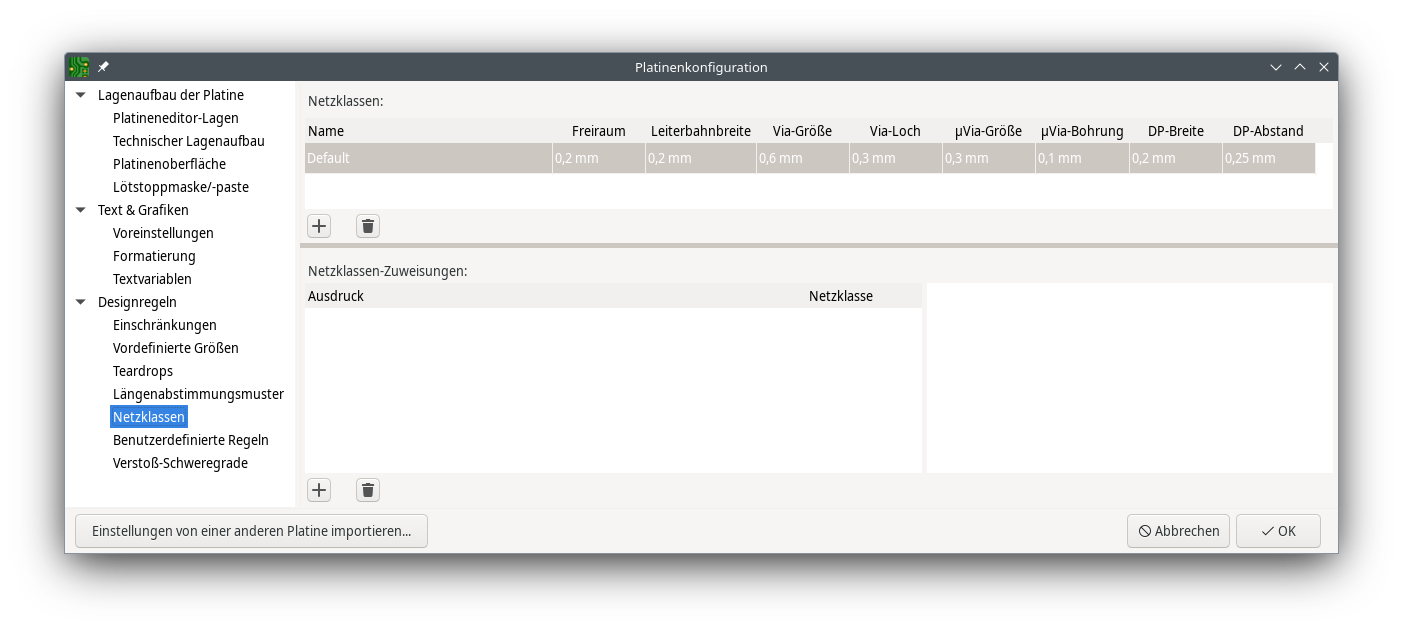 Platinenkonfiguration
Lagenaufbau der Platine
Platineneditor-Lagen
Technischer Lagenaufbau
Platinenoberfläche
Lötstoppmaske/-paste
Text & Grafiken
Voreinstellungen
Formatierung
Textvariablen
Designregeln
Einschränkungen
Vordefinierte Größen
Teardrops
Längenabstimmungsmuster
Netzklassen
Benutzerdefinierte Regeln
Verstoß-Schweregrade
Netzklassen:
Name Freiraum Leiterbahnbreite Via-Größe Via-Loch µVia-Größe µVia-Bohrung DP-Breite DP-Abstand
Default 0,2 mm 0,2 mm 0,6 mm 0,3 mm 0,3 mm 0,1 mm 0,2 mm 0,25 mm
Netzklassen-Zuweisungen:
Ausdruck Netzklasse
Einstellungen von einer anderen Platine importieren... Abbrechen OK